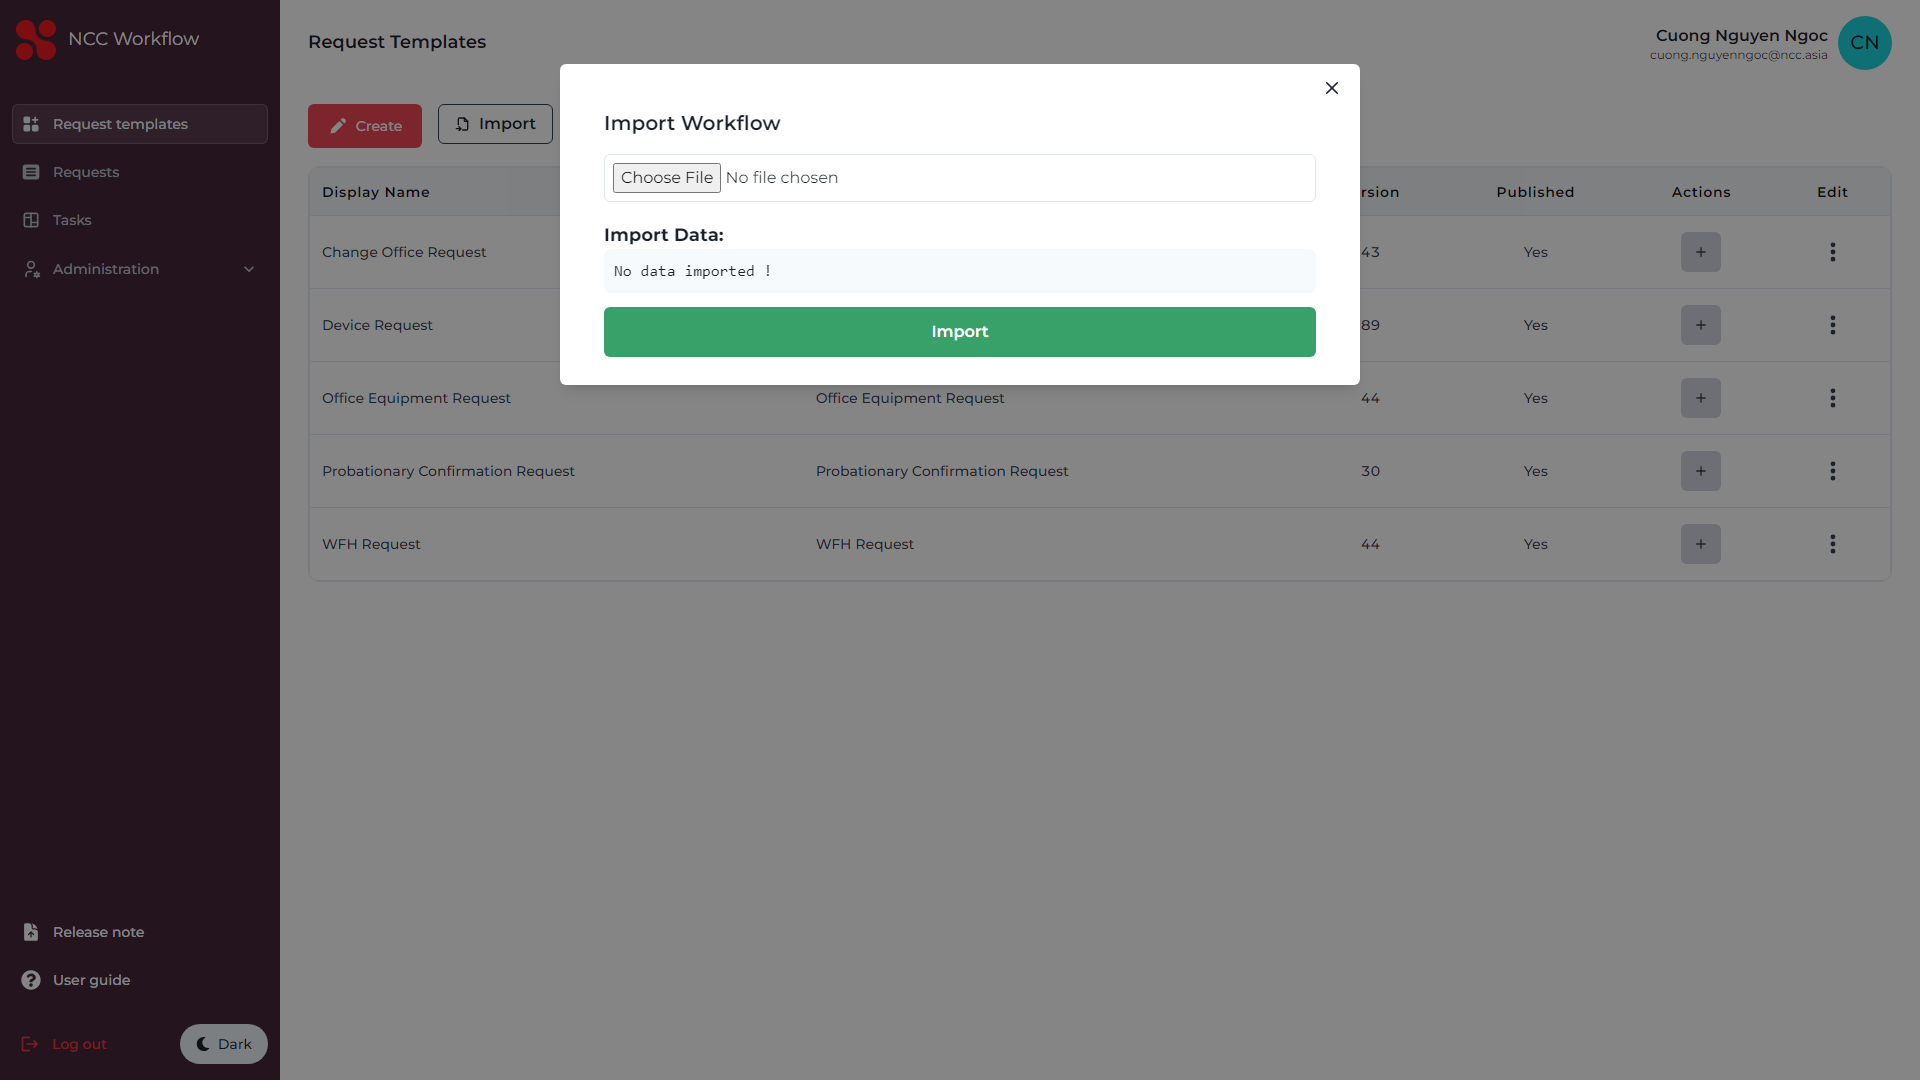 NCC Workflow
Request templates
Requests
Tasks
Administration
Release note
User guide
Log out
Dark
Request Templates
Cuong Nguyen Ngoc
cuong.nguyenngoc@ncc.asia
CN
Create
Import
Import Workflow
Choose File No file chosen
Import Data:
No data imported !
Import
Display Name rsion Published Actions Edit
Change Office Request 43 Yes +
Device Request 89 Yes +
Office Equipment Request Office Equipment Request 44 Yes +
Probationary Confirmation Request Probationary Confirmation Request 30 Yes +
WFH Request WFH Request 44 Yes +